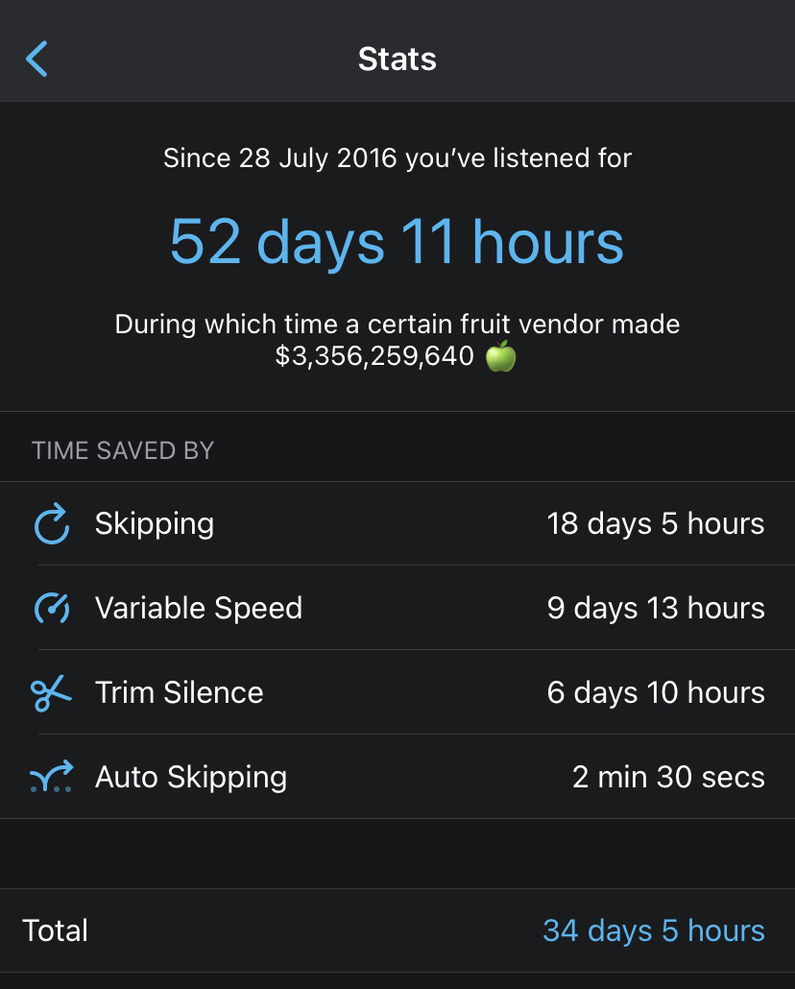 Stats
Since 28 July 2016 you’ve listened for
52 days 11 hours
During which time a certain fruit vendor made
$3,356,259,640 🍏
TIME SAVED BY
Skipping 18 days 5 hours
Variable Speed 9 days 13 hours
Trim Silence 6 days 10 hours
Auto Skipping 2 min 30 secs
Total 34 days 5 hours